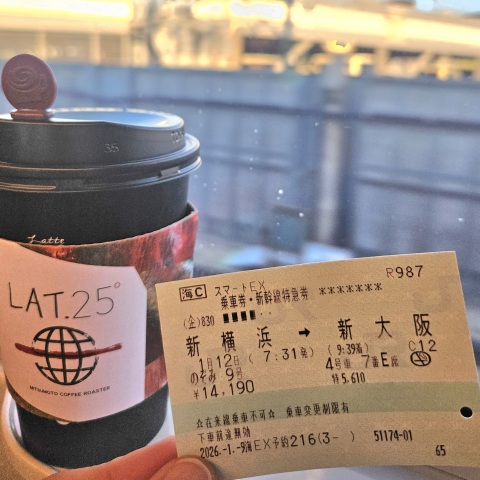 35
Latte
LAT.25°
MITSUMOTO COFFEE ROASTER
R987
海C スマートEX
乗車券・新幹線特急券 *******
(金)830
新横浜 → 新大阪
1月12日 ( 7:31発) ( 9:39着) C12
のぞみ 9号 4号車 7番E席
￥14,190 特5,610
☆在来線乗車不可☆ 乗車変更制限有
下車前途無効
2026.-1.-9海EX予約216(3- ) 51174-01
65